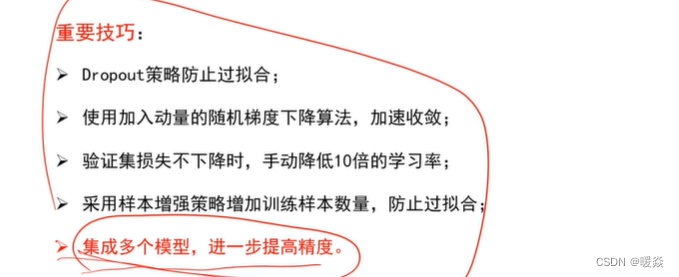 重要技巧：
➢ Dropout策略防止过拟合；
➢ 使用加入动量的随机梯度下降算法，加速收敛；
➢ 验证集损失不下降时，手动降低10倍的学习率；
➢ 采用样本增强策略增加训练样本数量，防止过拟合；
➢ 集成多个模型，进一步提高精度。
CSDN @暖焱